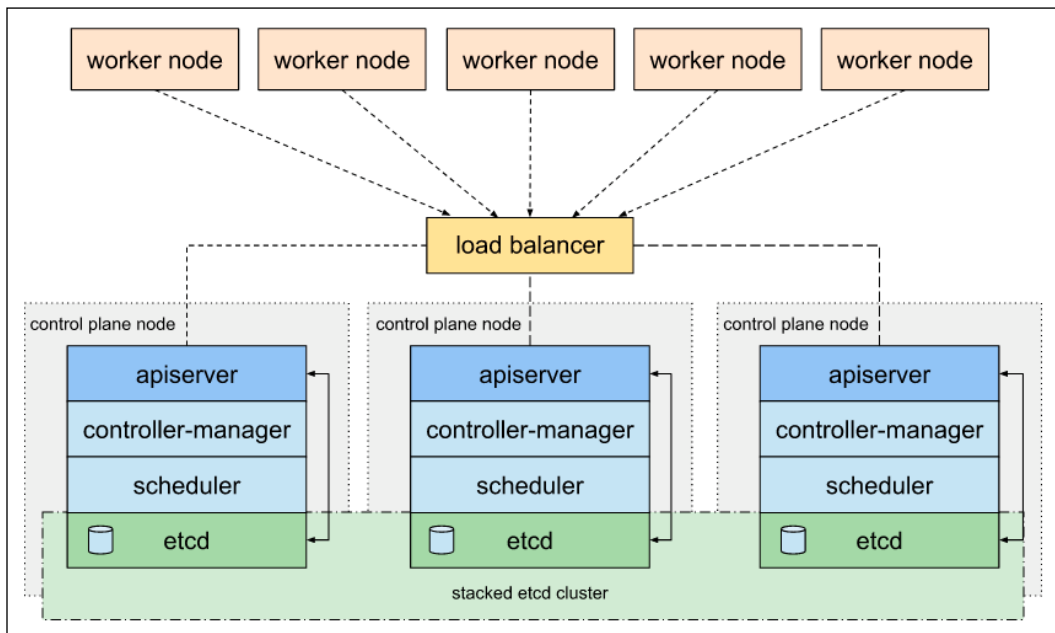 worker node
worker node
worker node
worker node
worker node
load balancer
control plane node
control plane node
control plane node
apiserver
controller-manager
scheduler
etcd
apiserver
controller-manager
scheduler
etcd
apiserver
controller-manager
scheduler
etcd
stacked etcd cluster